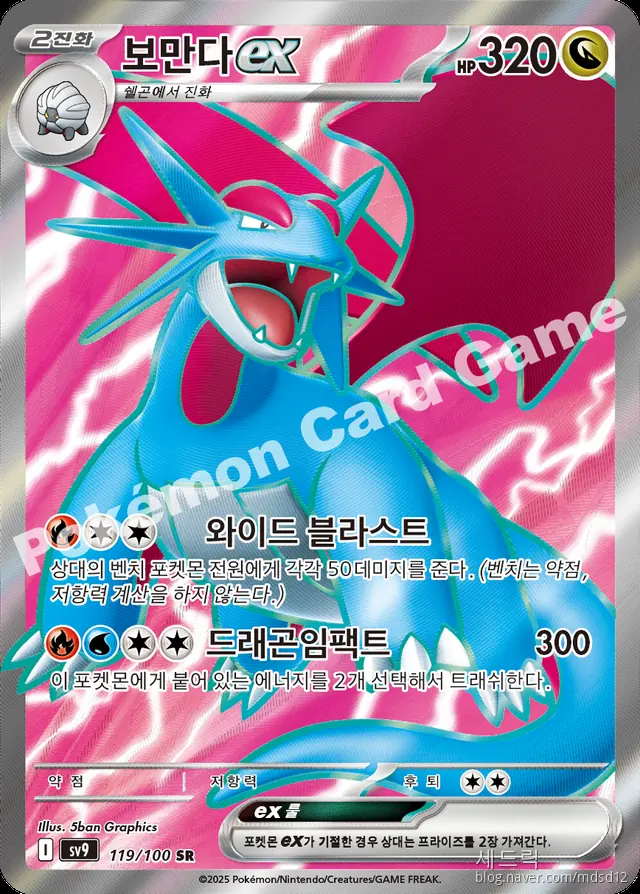 2진화
보만다ex
HP320
쉘곤에서 진화
Pokémon Card Game
와이드 블라스트
상대의 벤치 포켓몬 전원에게 각각 50데미지를 준다. (벤치는 약점,
저항력 계산을 하지 않는다.)
드래곤임팩트 300
이 포켓몬에게 붙어 있는 에너지를 2개 선택해서 트래쉬한다.
약점 저항력 후퇴
ex 룰
포켓몬 ex가 기절한 경우 상대는 프라이즈를 2장 가져간다.
Illus. 5ban Graphics
I sv9 119/100 SR
©2025 Pokémon/Nintendo/Creatures/GAME FREAK.
세드릭
blog.naver.com/mdsd12